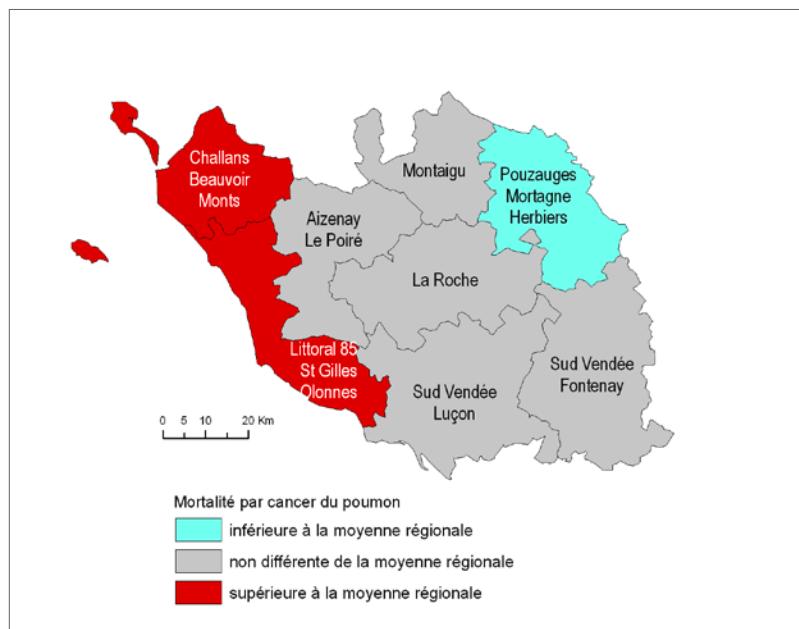 Challans
Beauvoir
Monts
Montaigu
Pouzauges
Mortagne
Herbiers
Aizenay
Le Poiré
La Roche
Littoral 85
St Gilles
Olonnes
Sud Vendée
Luçon
Sud Vendée
Fontenay
0 5 10 20 Km
Mortalité par cancer du poumon
inférieure à la moyenne régionale
non différente de la moyenne régionale
supérieure à la moyenne régionale